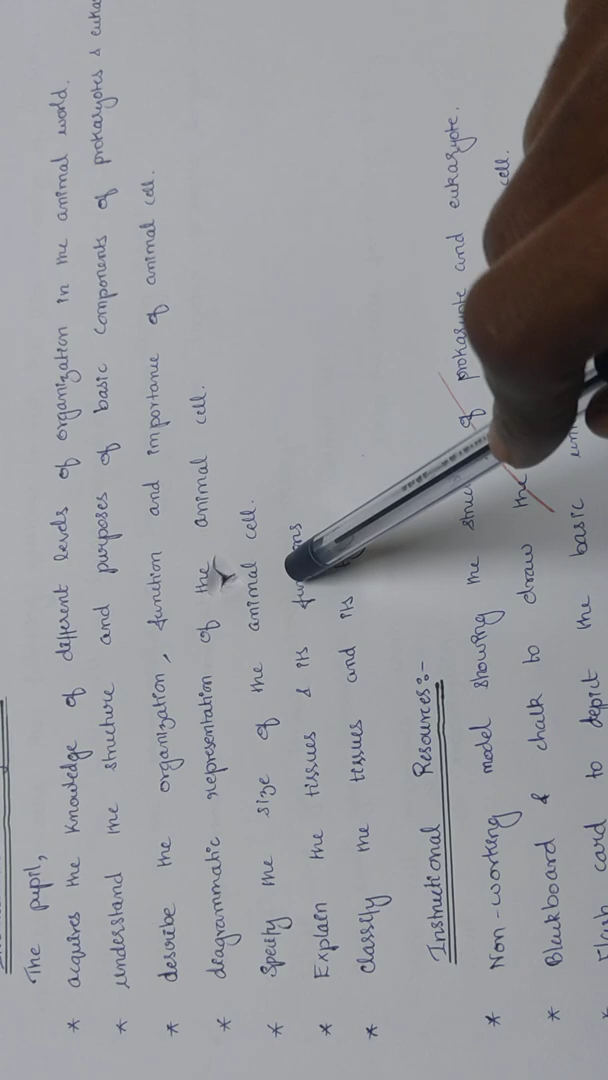 The pupil,
* acquires the knowledge of different levels of organization in the animal world.
* understand the structure and purposes of basic components of prokaryotes &
* describe the organization, function and importance of animal cell.
* diagrammatic representation of the animal cell.
* specify the size of the animal cell.
* Explain the tissues & its
* classify the tissues and its
Instructional Resources:-
* Non-working model showing the of prokaryote and eukaryote.
* Blackboard & chalk to draw the cell.
* Flash card to depict the basic